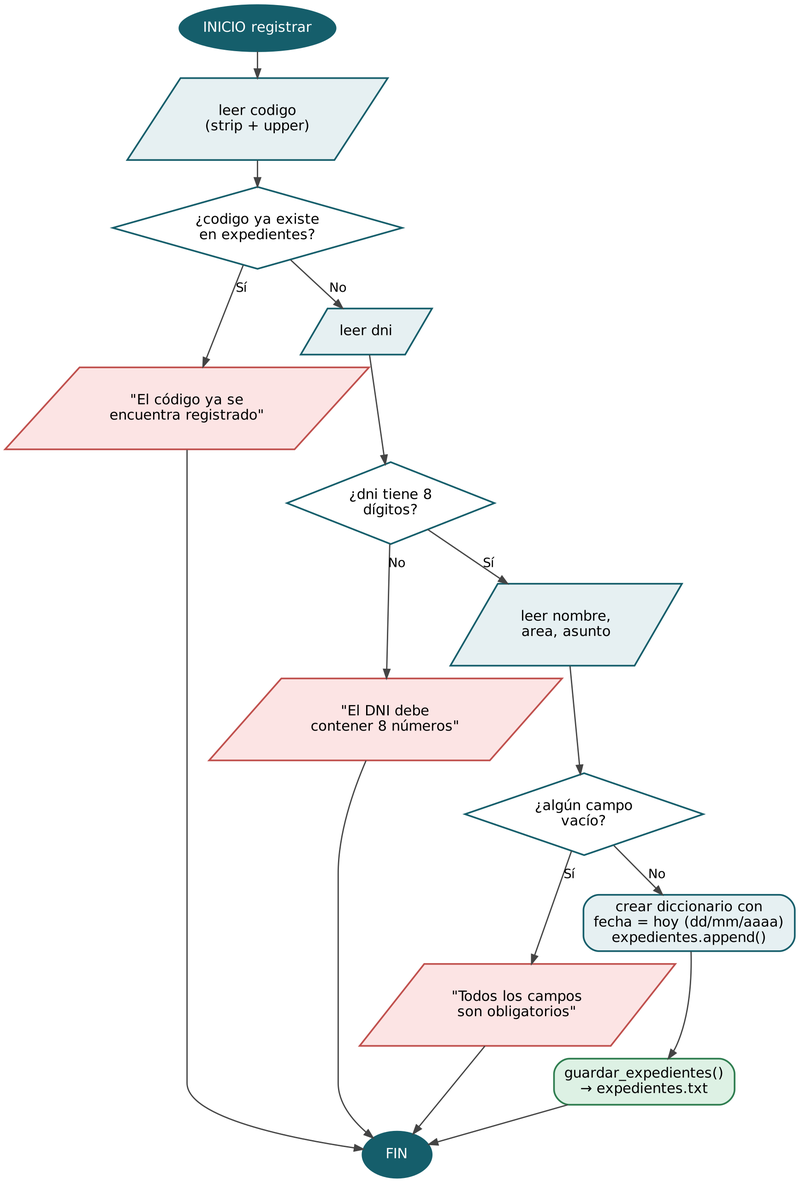 INICIO registrar
leer codigo
(strip + upper)
¿codigo ya existe
en expedientes?
Sí
No
leer dni
"El código ya se
encuentra registrado"
¿dni tiene 8
dígitos?
No
Sí
leer nombre,
area, asunto
"El DNI debe
contener 8 números"
¿algún campo
vacío?
Sí
No
crear diccionario con
fecha = hoy (dd/mm/aaaa)
expedientes.append()
"Todos los campos
son obligatorios"
guardar_expedientes()
→ expedientes.txt
FIN